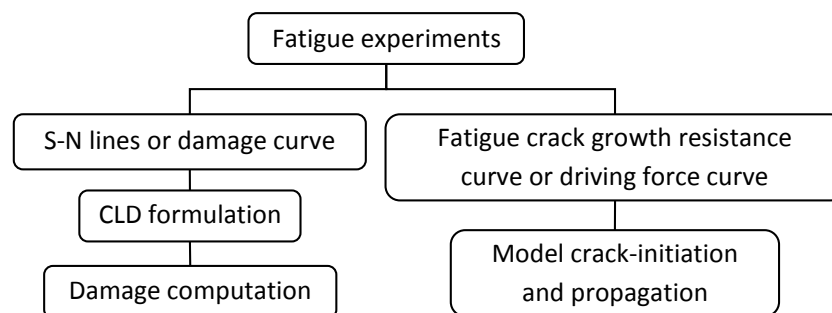 Fatigue experiments
S-N lines or damage curve
CLD formulation
Damage computation
Fatigue crack growth resistance
curve or driving force curve
Model crack-initiation
and propagation